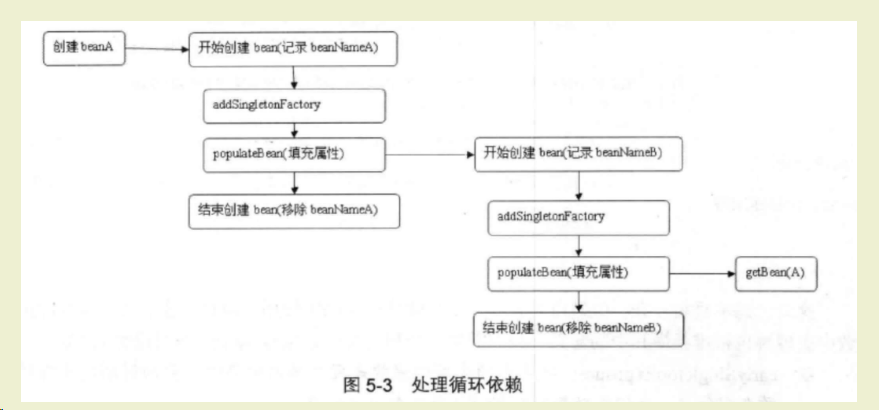 创建 beanA
开始创建 bean(记录 beanNameA)
addSingletonFactory
populateBean(填充属性)
结束创建 bean(移除 beanNameA)
开始创建 bean(记录 beanNameB)
addSingletonFactory
populateBean(填充属性)
getBean(A)
结束创建 bean(移除 beanNameB)
图 5-3 处理循环依赖